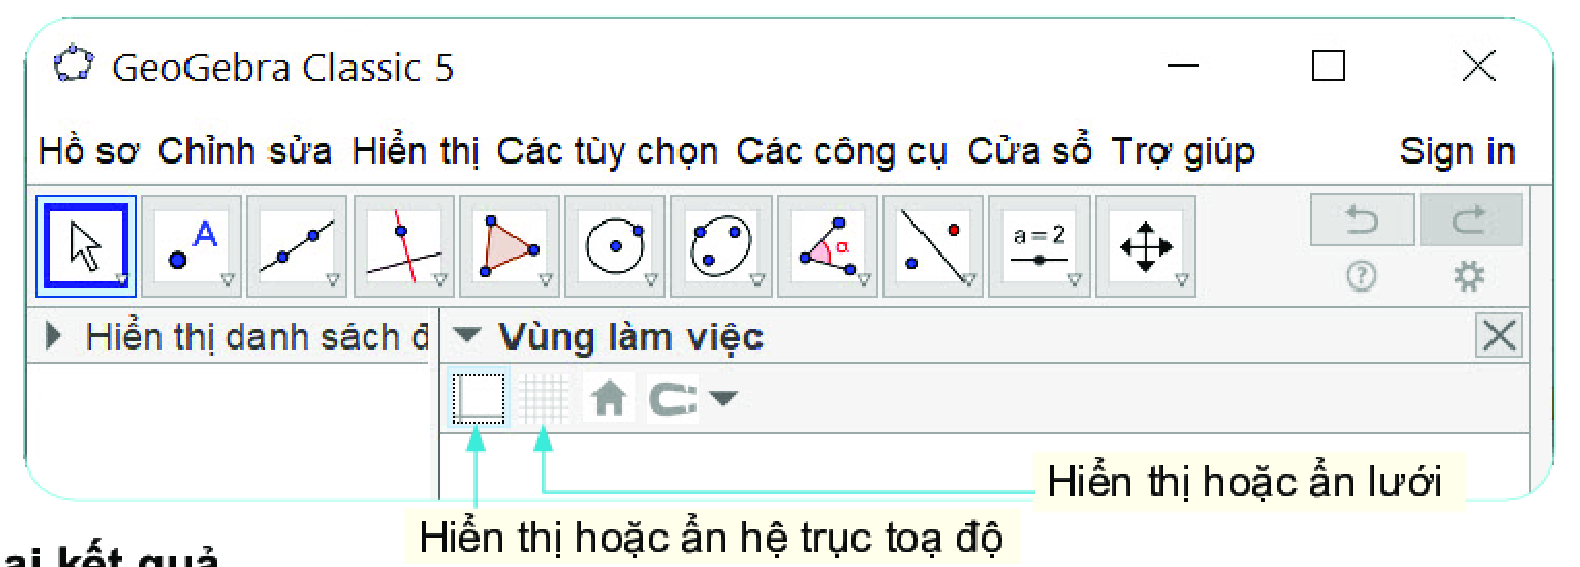 GeoGebra Classic 5
Hồ sơ Chỉnh sửa Hiển thị Các tùy chọn Các công cụ Cửa sổ Trợ giúp Sign in
A
α
a = 2
Hiển thị danh sách đ
Vùng làm việc
Hiển thị hoặc ẩn lưới
Hiển thị hoặc ẩn hệ trục toạ độ
kết quả